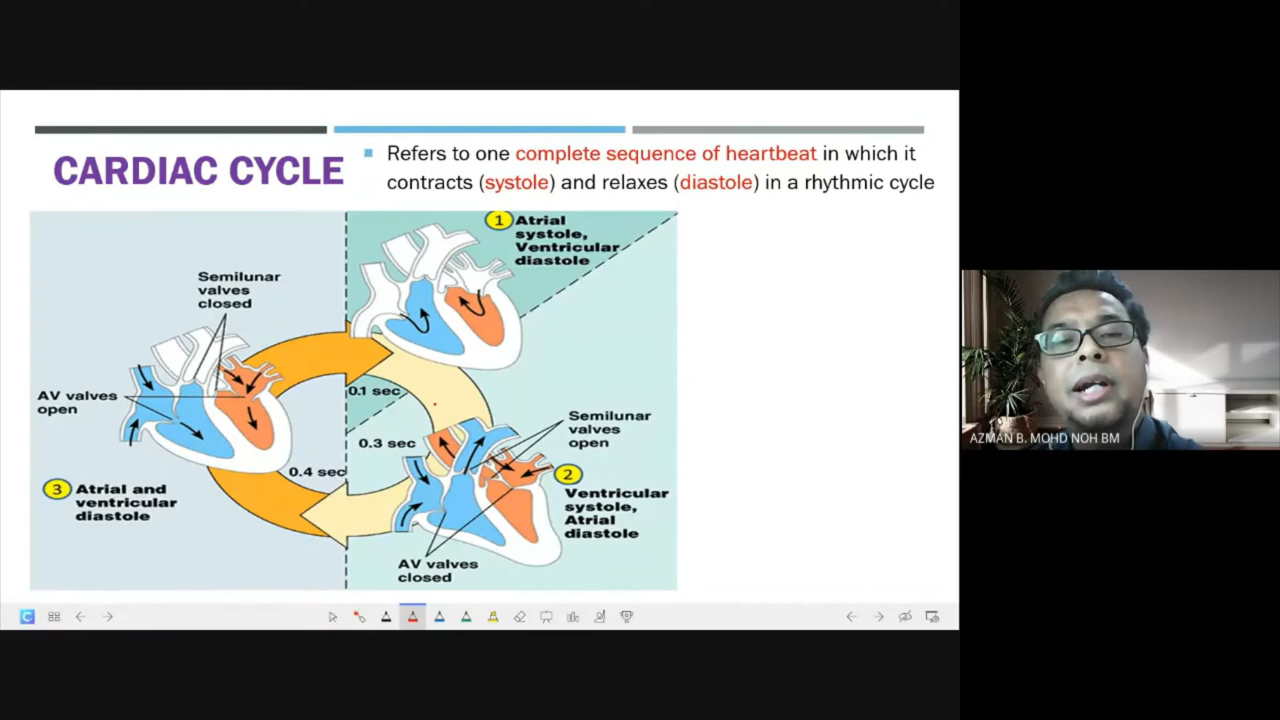 CARDIAC CYCLE
Refers to one complete sequence of heartbeat in which it
contracts (systole) and relaxes (diastole) in a rhythmic cycle
1 Atrial
systole,
Ventricular
diastole
Semilunar
valves
closed
AV valves
open
0.1 sec
0.3 sec
0.4 sec
Semilunar
valves
open
2
Ventricular
systole,
Atrial
diastole
3 Atrial and
ventricular
diastole
AV valves
closed
AZMAN B. MOHD NOH BM